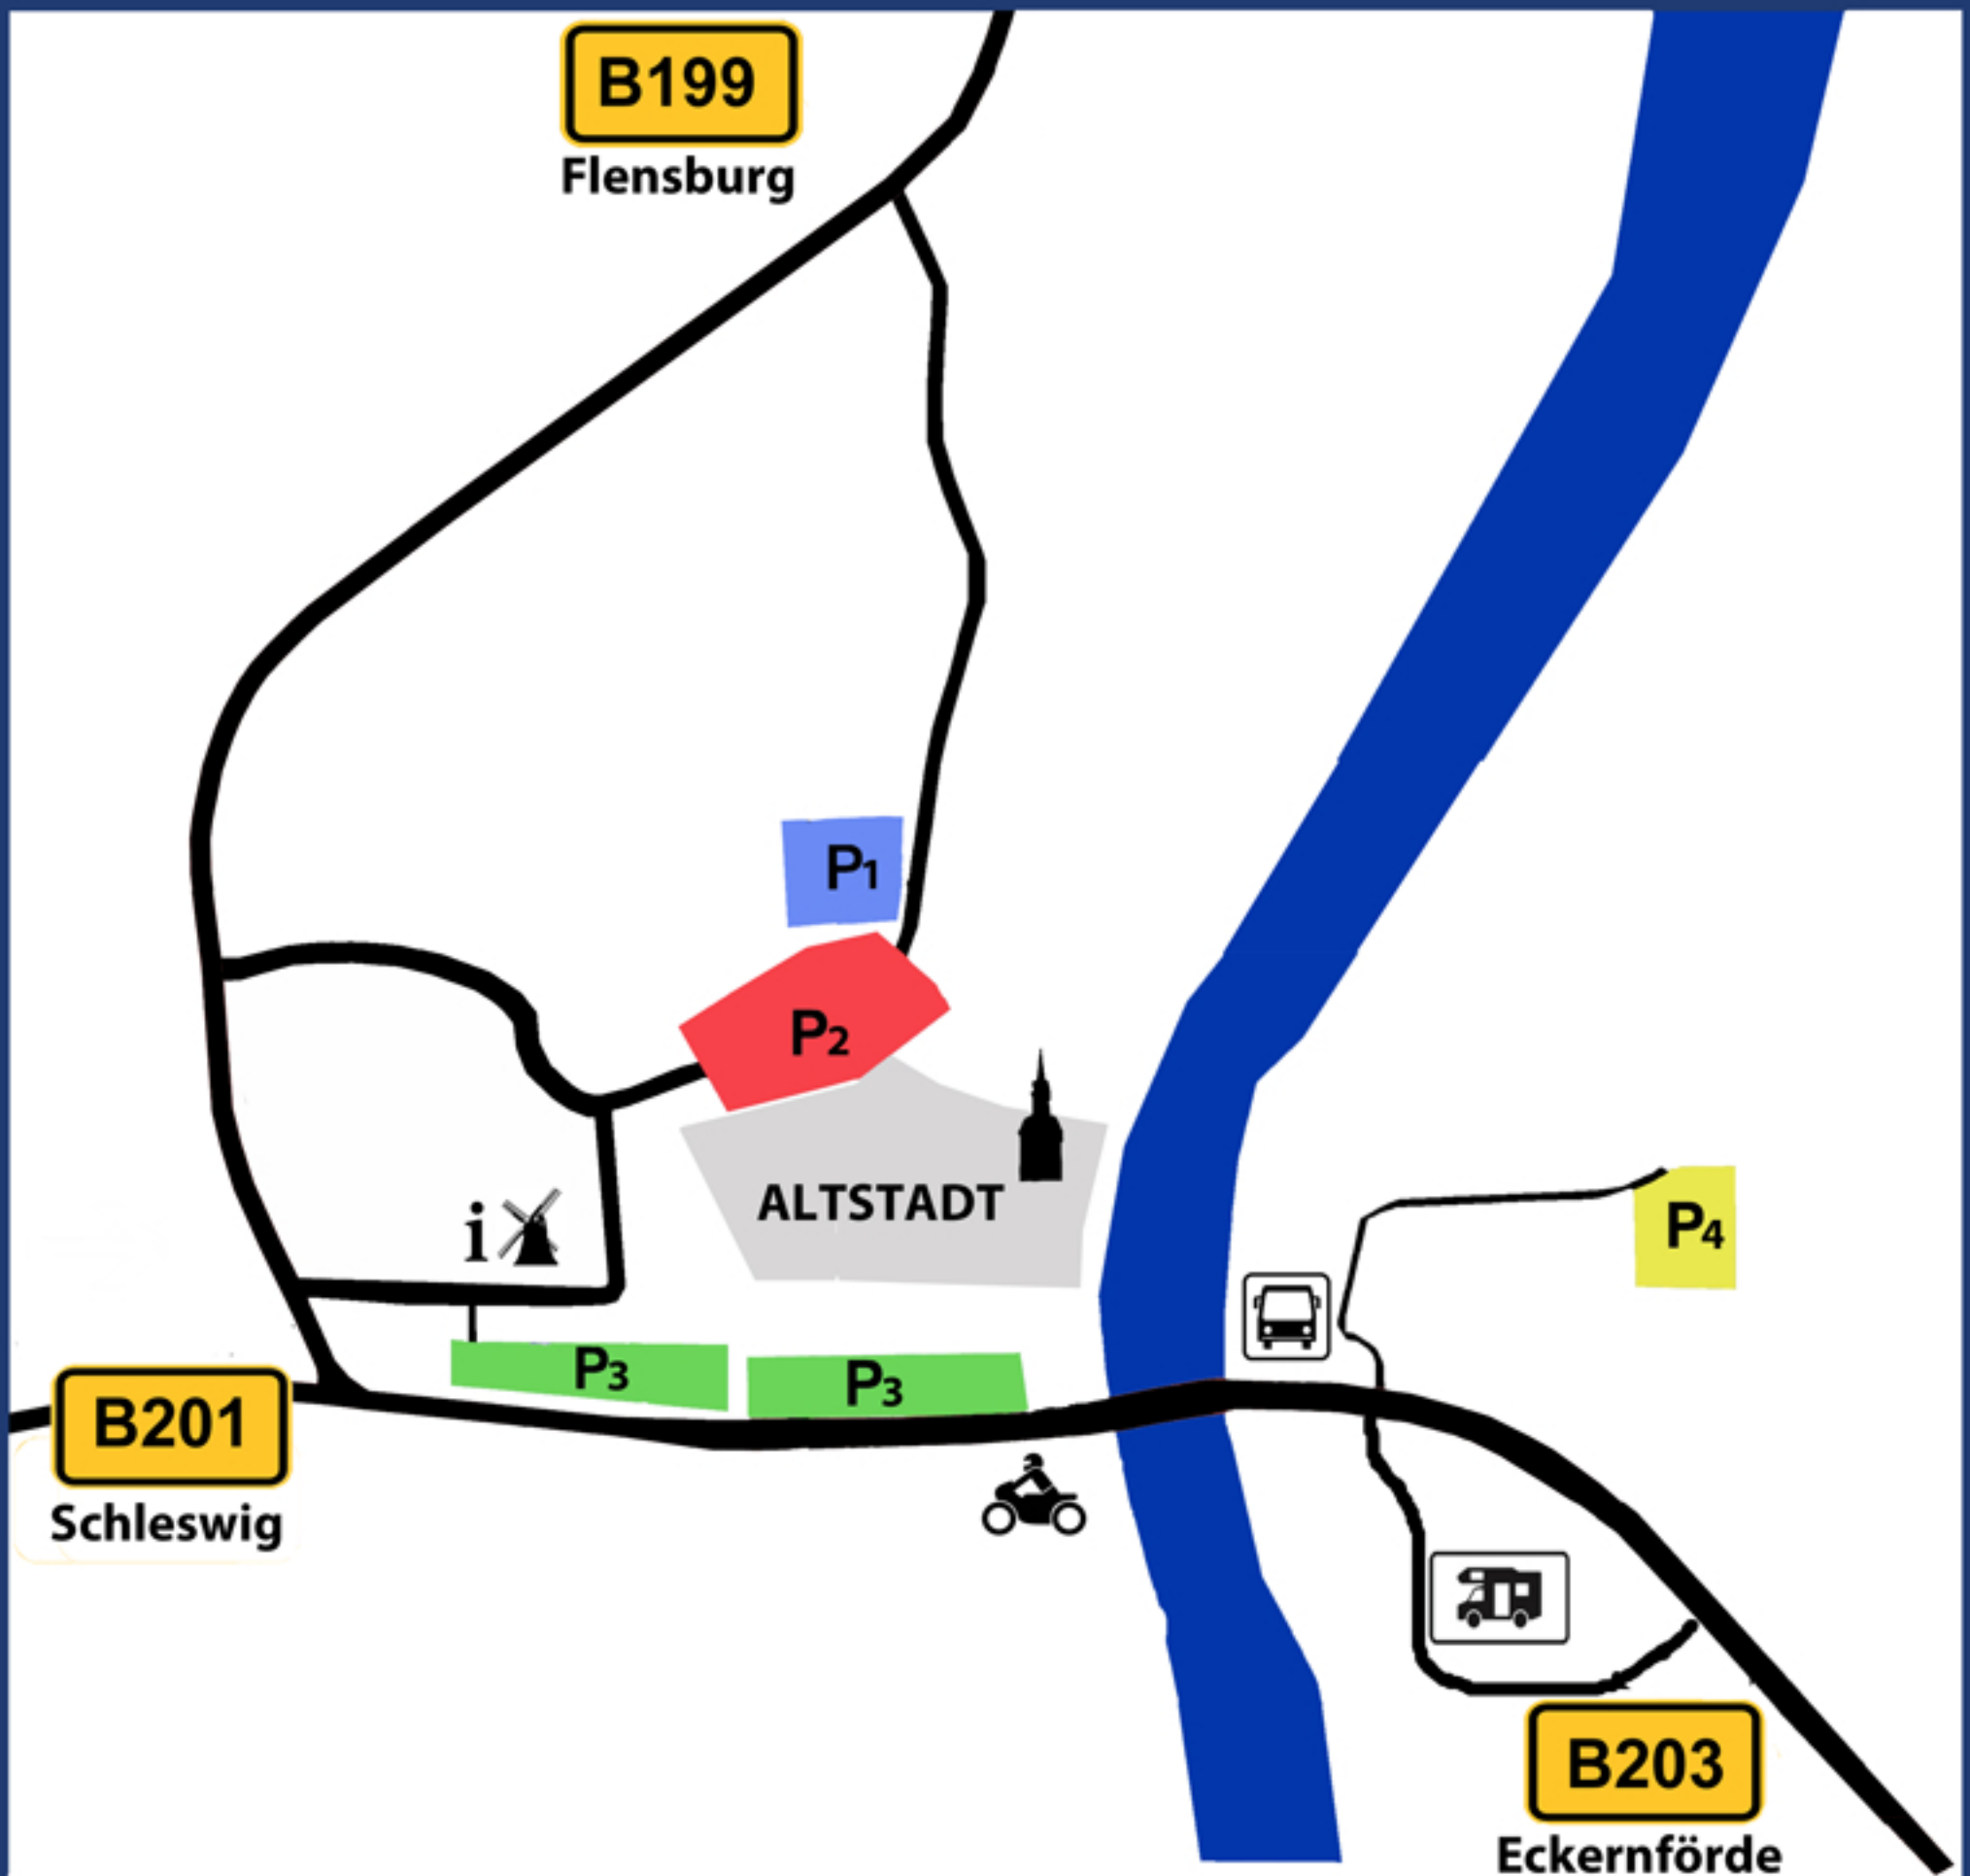 B199
Flensburg
P1
P2
ALTSTADT
P4
i
P3
P3
B201
Schleswig
B203
Eckernförde